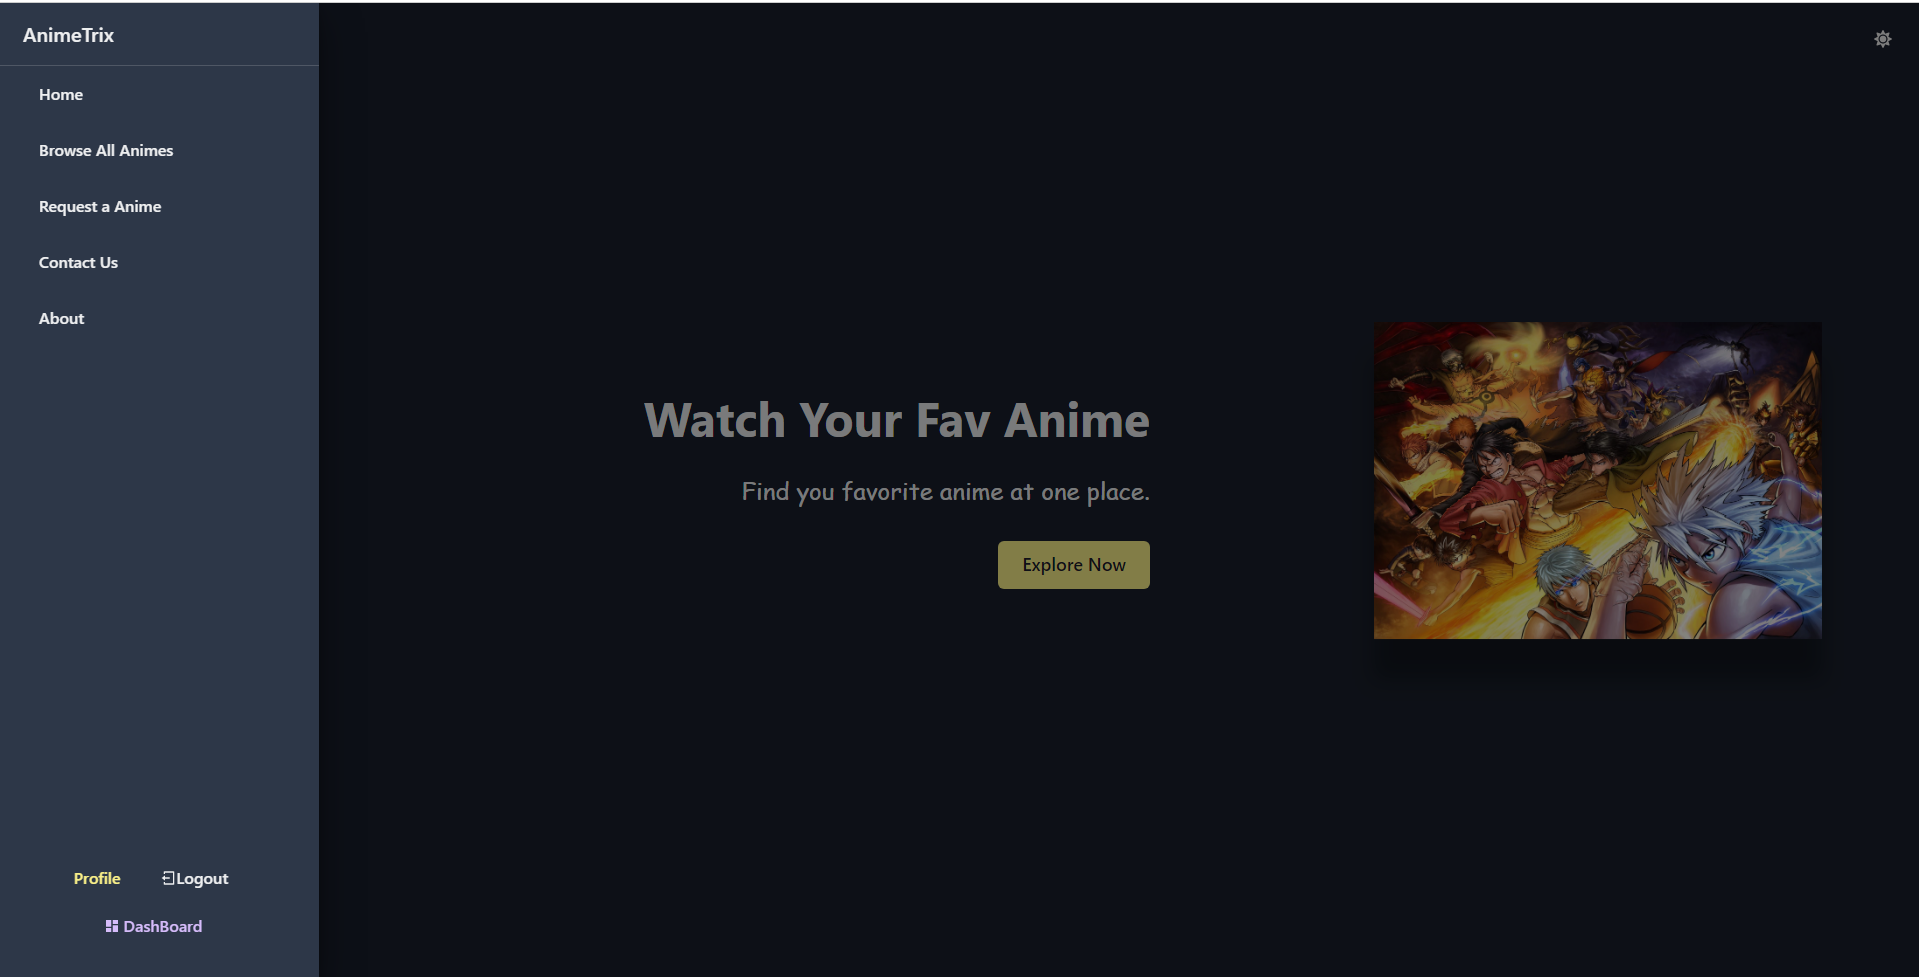 AnimeTrix
Home
Browse All Animes
Request a Anime
Contact Us
About
Watch Your Fav Anime
Find you favorite anime at one place.
Explore Now
Profile
Logout
DashBoard